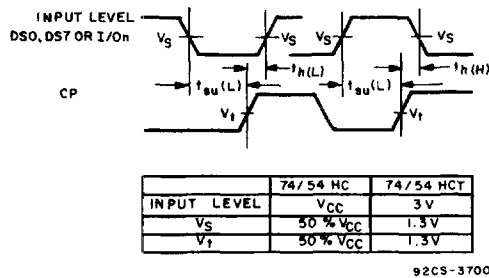 INPUT LEVEL
DS0, DS7 OR I/On
VS VS VS VS
tsu(L) th(L) tsu(L) th(H)
CP
Vt Vt
74/54 HC 74/54 HCT
INPUT LEVEL VCC 3V
VS 50 % VCC 1.3V
Vt 50 % VCC 1.3V
92CS-3700